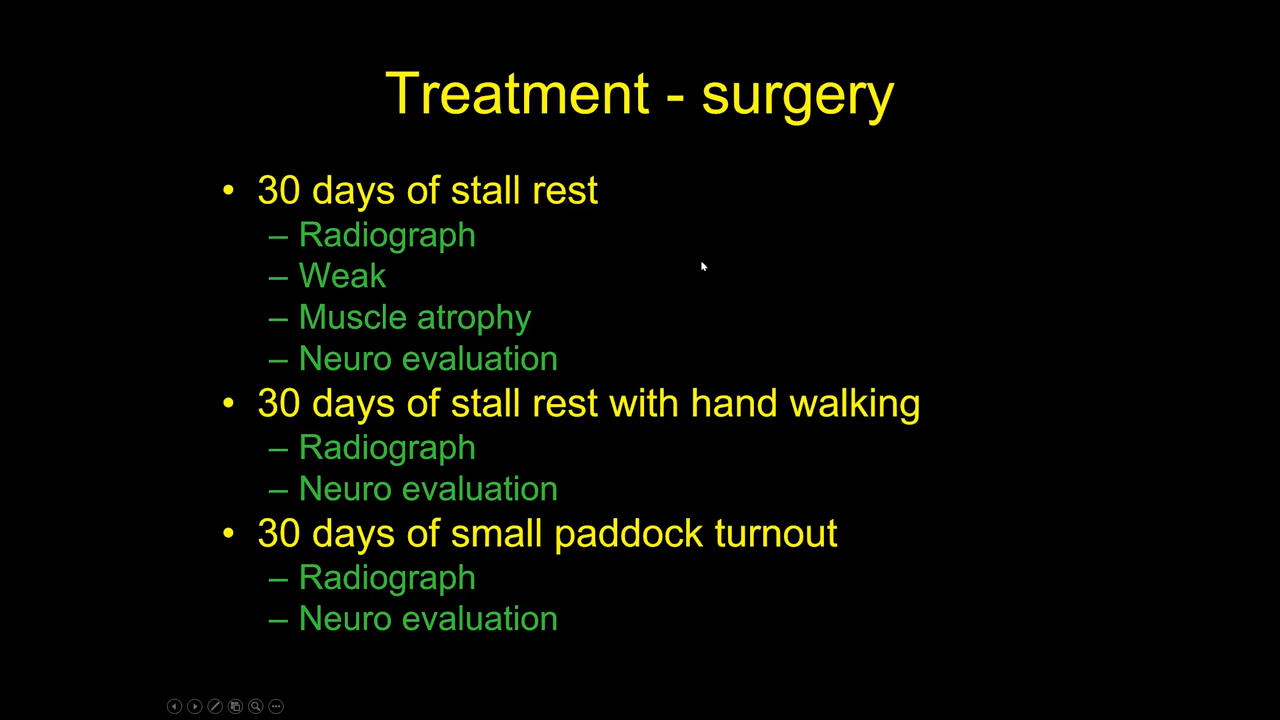 Treatment - surgery
• 30 days of stall rest
– Radiograph
– Weak
– Muscle atrophy
– Neuro evaluation
• 30 days of stall rest with hand walking
– Radiograph
– Neuro evaluation
• 30 days of small paddock turnout
– Radiograph
– Neuro evaluation